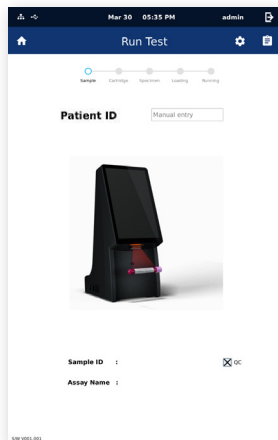 Mar 30 05:35 PM admin
Run Test
Sample Cartridge Specimen Loading Running
Patient ID Manual entry
Sample ID : QC
Assay Name :
S/W V001.001